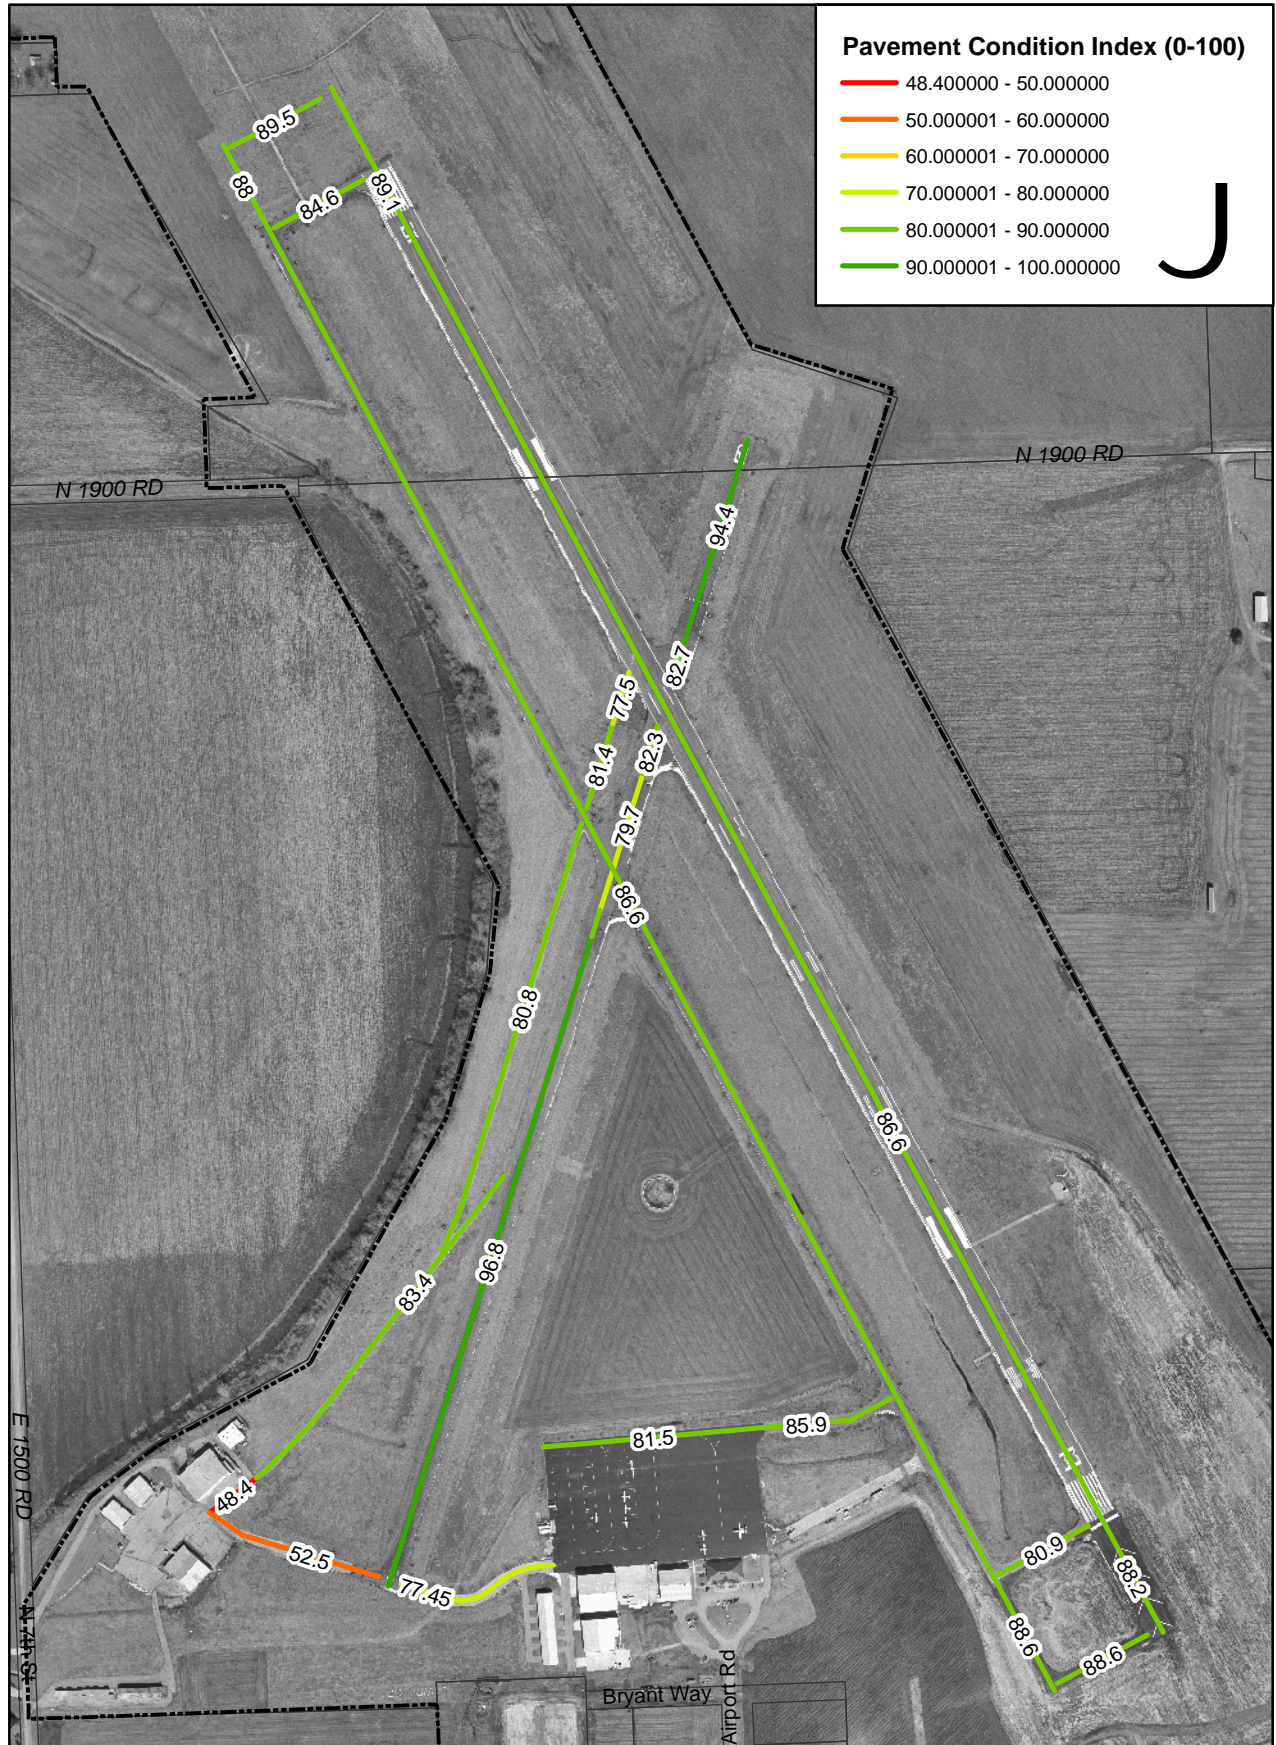 Pavement Condition Index (0-100)
48.400000 - 50.000000
50.000001 - 60.000000
60.000001 - 70.000000
70.000001 - 80.000000
80.000001 - 90.000000
90.000001 - 100.000000
89.5
88
84.6
89.1
N 1900 RD
N 1900 RD
94.4
82.7
77.5
82.3
81.4
79.7
86.6
80.8
86.6
96.8
83.4
85.9
81.5
E 1500 RD
48.4
52.5
77.45
80.9
88.2
88.6
88.6
N 7th St
Bryant Way
Airport Rd